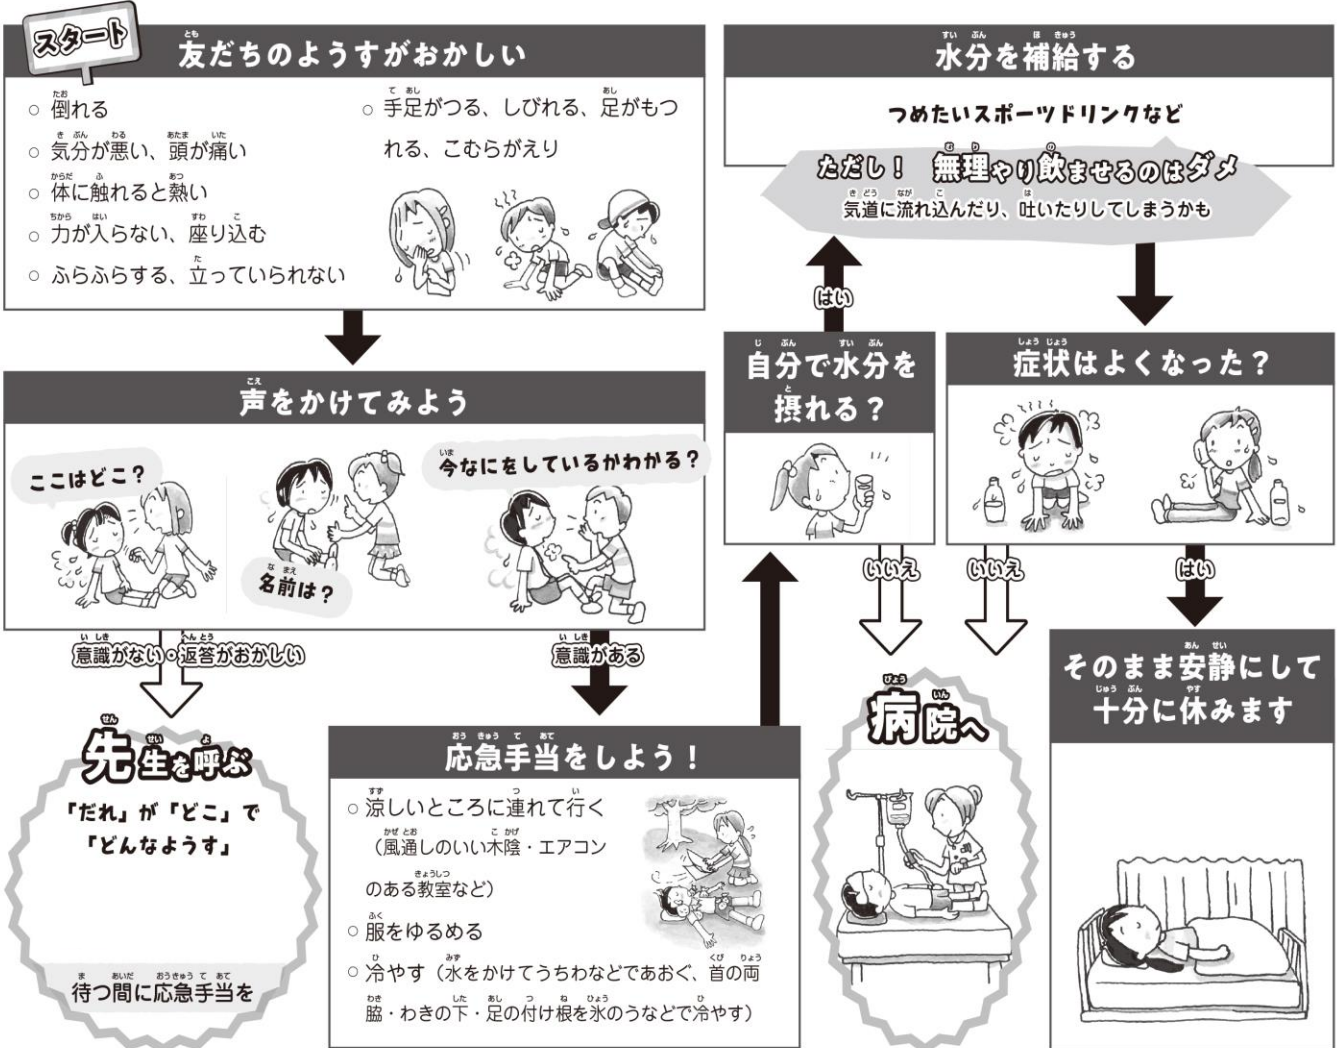 スタート
友だちのようすがおかしい
○ 倒れる
○ 気分が悪い、頭が痛い
○ 体に触れると熱い
○ 力が入らない、座り込む
○ ふらふらする、立っていられない
○ 手足がつる、しびれる、足がもつ
れる、こむらがえり
声をかけてみよう
ここはどこ？
名前は？
今なにをしているかわかる？
意識がない・返答がおかしい
意識がある
先生を呼ぶ
「だれ」が「どこ」で
「どんなようす」
待つ間に応急手当を
応急手当をしよう！
○ 涼しいところに連れて行く
（風通しのいい木陰・エアコン
のある教室など）
○ 服をゆるめる
○ 冷やす（水をかけてうちわなどであおぐ、首の両
脇・わきの下・足の付け根を氷のうなどで冷やす）
自分で水分を
摂れる？
はい
いいえ
水分を補給する
つめたいスポーツドリンクなど
ただし！ 無理やり飲ませるのはダメ
気道に流れ込んだり、吐いたりしてしまうかも
症状はよくなった？
いいえ
はい
病院へ
そのまま安静にして
十分に休みます